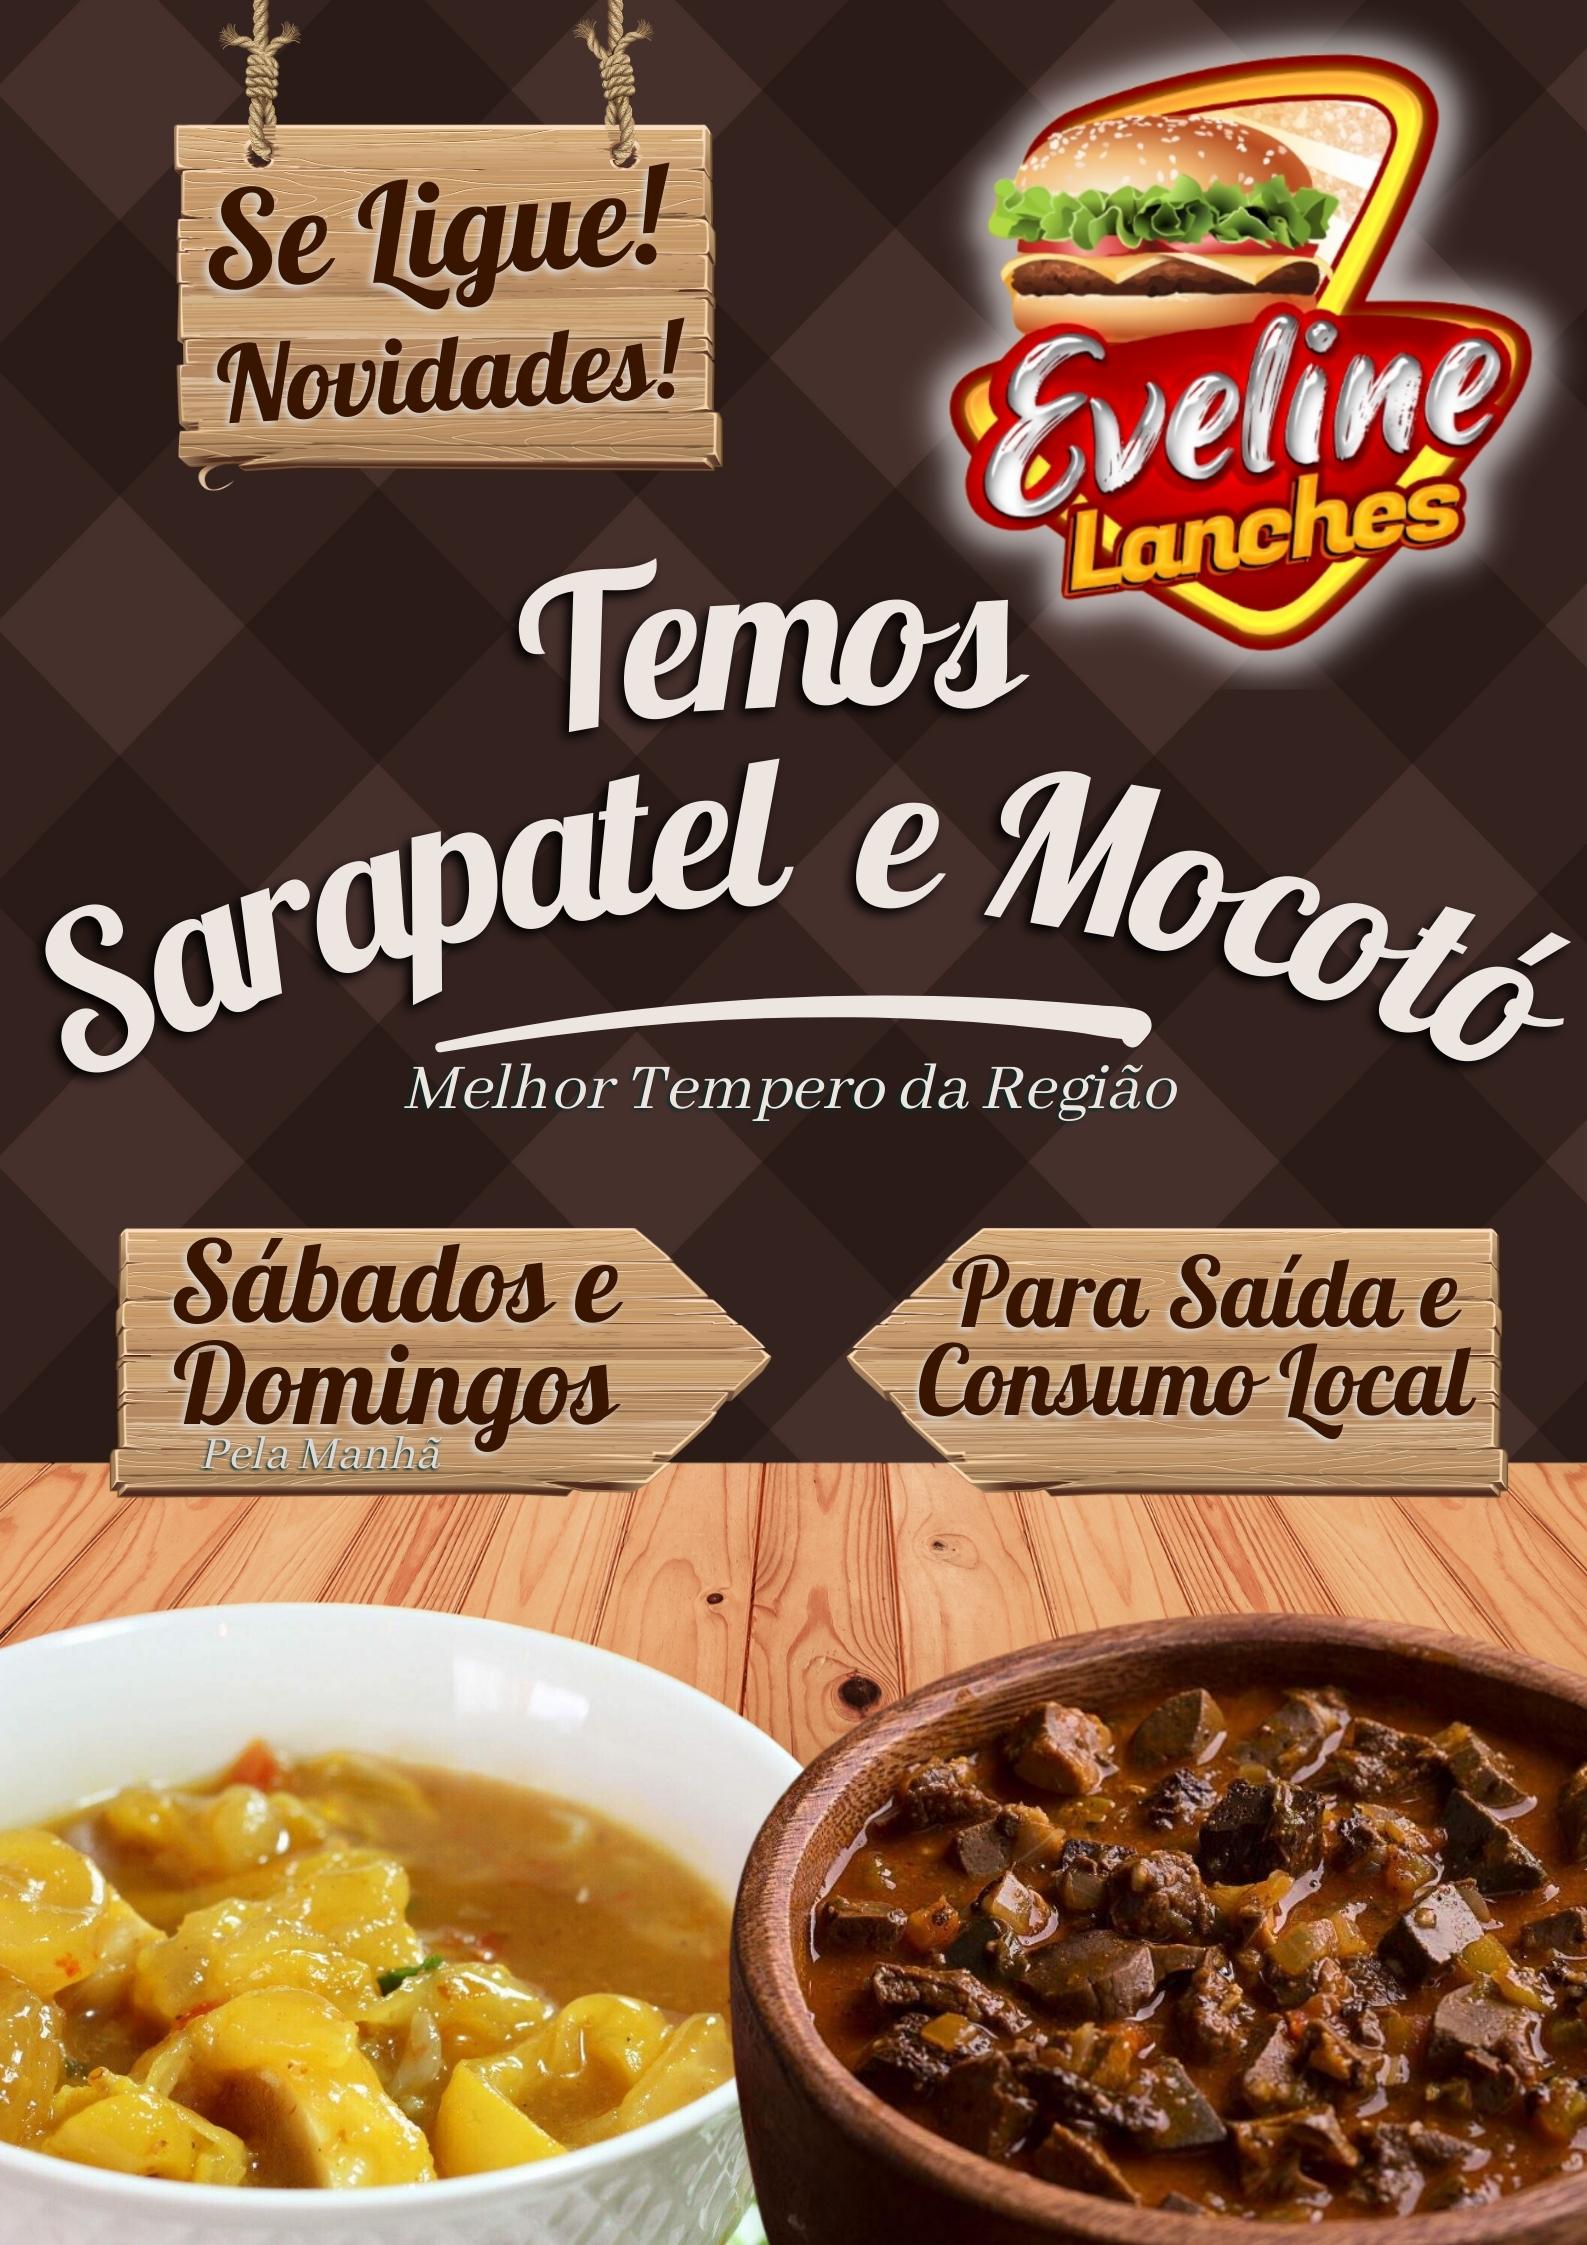 Se Ligue!
Novidades!
Eveline
Lanches
Temos
Sarapatel e Mocotó
Melhor Tempero da Região
Sábados e
Domingos
Pela Manhã
Para Saída e
Consumo Local